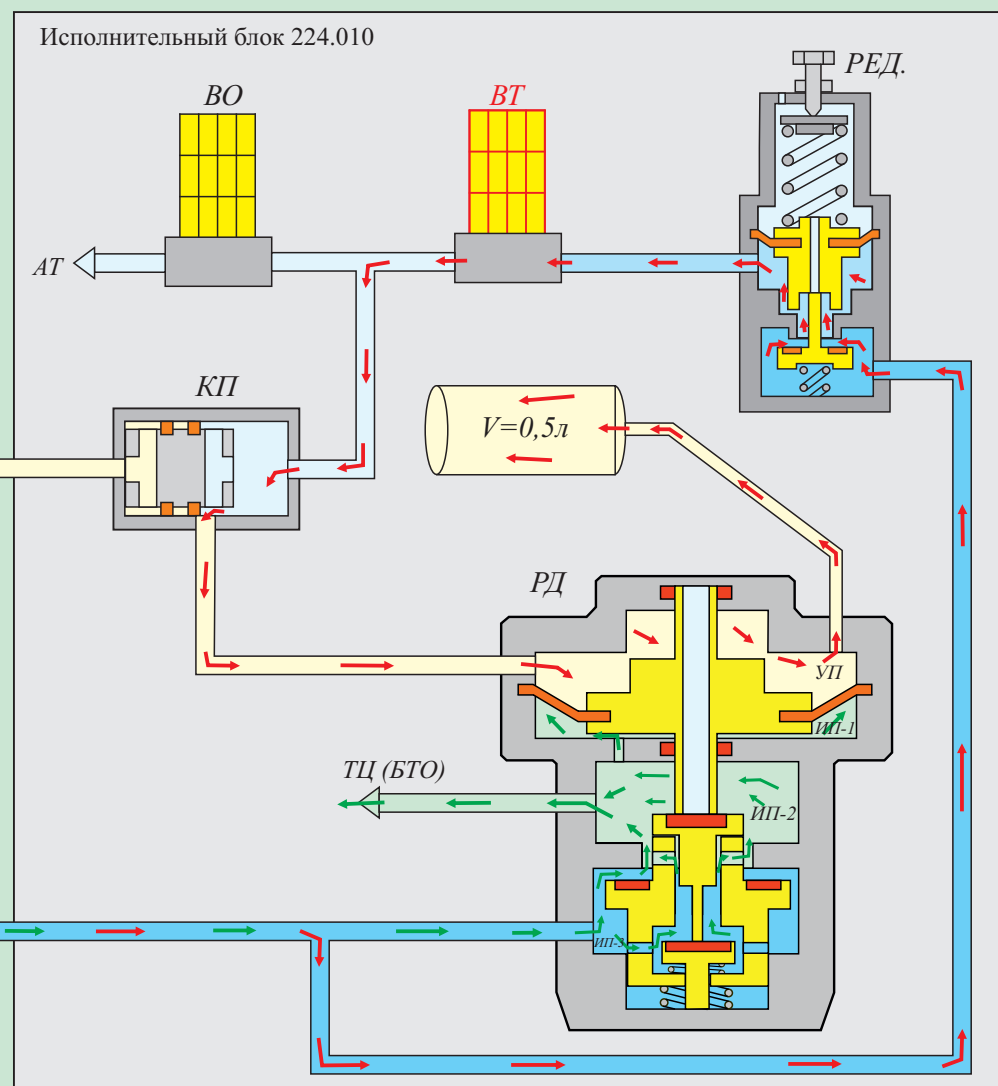 Исполнительный блок 224.010
ВО
ВТ
РЕД.
АТ
КП
V=0,5л
РД
УП
ИП-1
ТЦ (БТО)
ИП-2
ИП-3